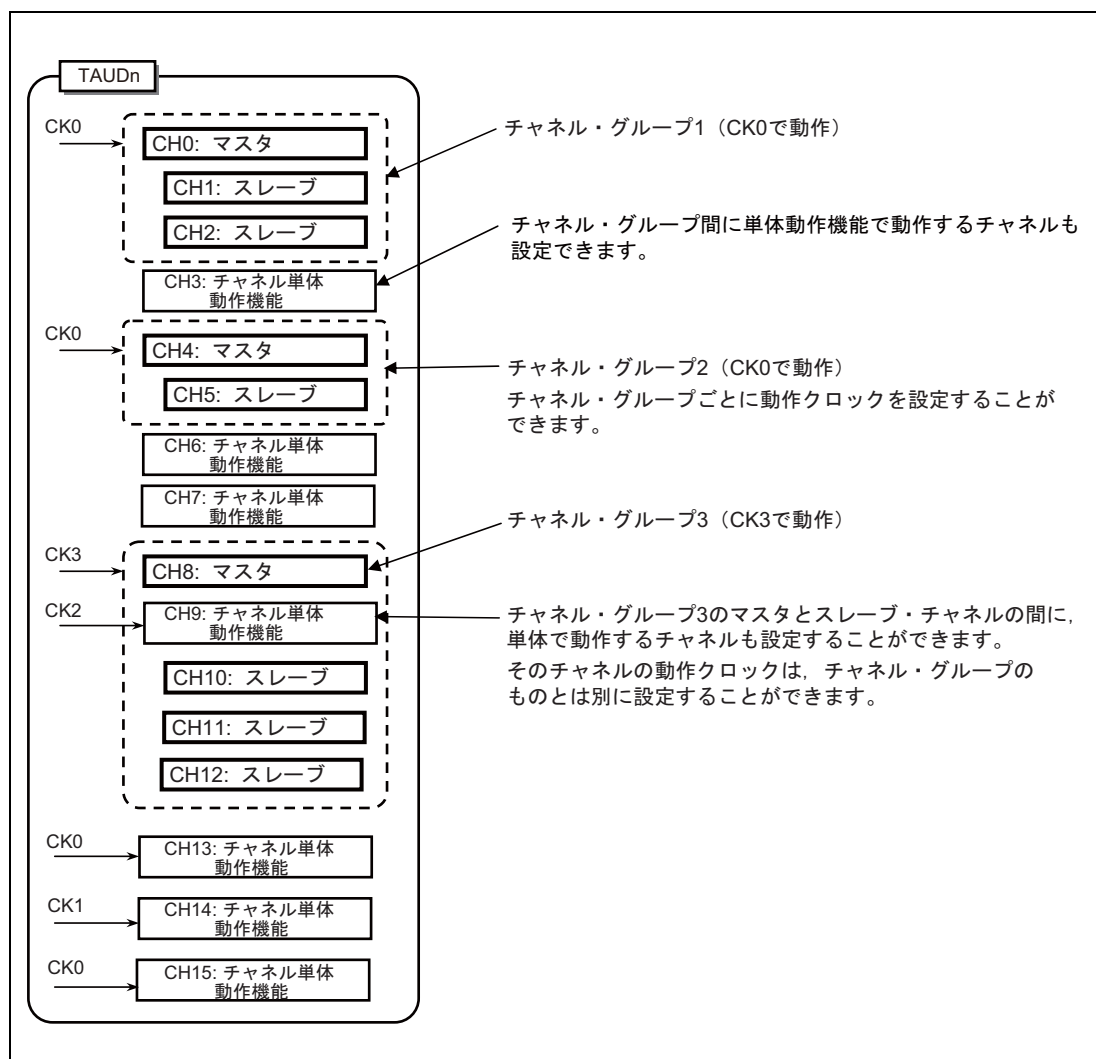 TAUDn
CK0
CH0: マスタ
CH1: スレーブ
CH2: スレーブ
チャネル・グループ1（CK0で動作）
チャネル・グループ間に単体動作機能で動作するチャネルも
設定できます。
CH3: チャネル単体
動作機能
CK0
CH4: マスタ
CH5: スレーブ
チャネル・グループ2（CK0で動作）
チャネル・グループごとに動作クロックを設定することが
できます。
CH6: チャネル単体
動作機能
CH7: チャネル単体
動作機能
チャネル・グループ3（CK3で動作）
CK3
CH8: マスタ
CK2
CH9: チャネル単体
動作機能
チャネル・グループ3のマスタとスレーブ・チャネルの間に,
単体で動作するチャネルも設定することができます。
そのチャネルの動作クロックは, チャネル・グループの
ものとは別に設定することができます。
CH10: スレーブ
CH11: スレーブ
CH12: スレーブ
CK0
CH13: チャネル単体
動作機能
CK1
CH14: チャネル単体
動作機能
CK0
CH15: チャネル単体
動作機能